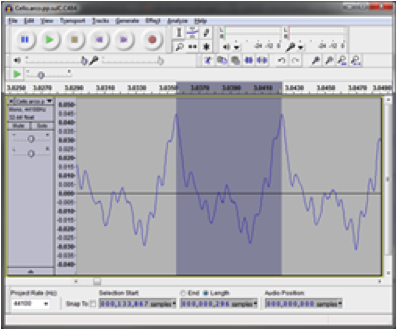 Cello.arco.pp.sulC.C4B4
File Edit View Transport Tracks Generate Effect Analyze Help
-24 -12 0 -24 -12 0
3.0250 3.0270 3.0290 3.0310 3.0330 3.0350 3.0370 3.0390 3.0410 3.0430 3.0450 3.0470 3.0490
Cello.arco.p
Mono, 44100Hz
32-bit float
Mute Solo
0.050
0.045
0.040
0.035
0.030
0.025
0.020
0.015
0.010
0.005
0.000
-0.005
-0.010
-0.015
-0.020
-0.025
-0.030
-0.035
-0.040
Project Rate (Hz) Selection Start: End Length Audio Position:
44100 Snap To 000,133,867 samples 000,000,296 samples 000,000,000 samples